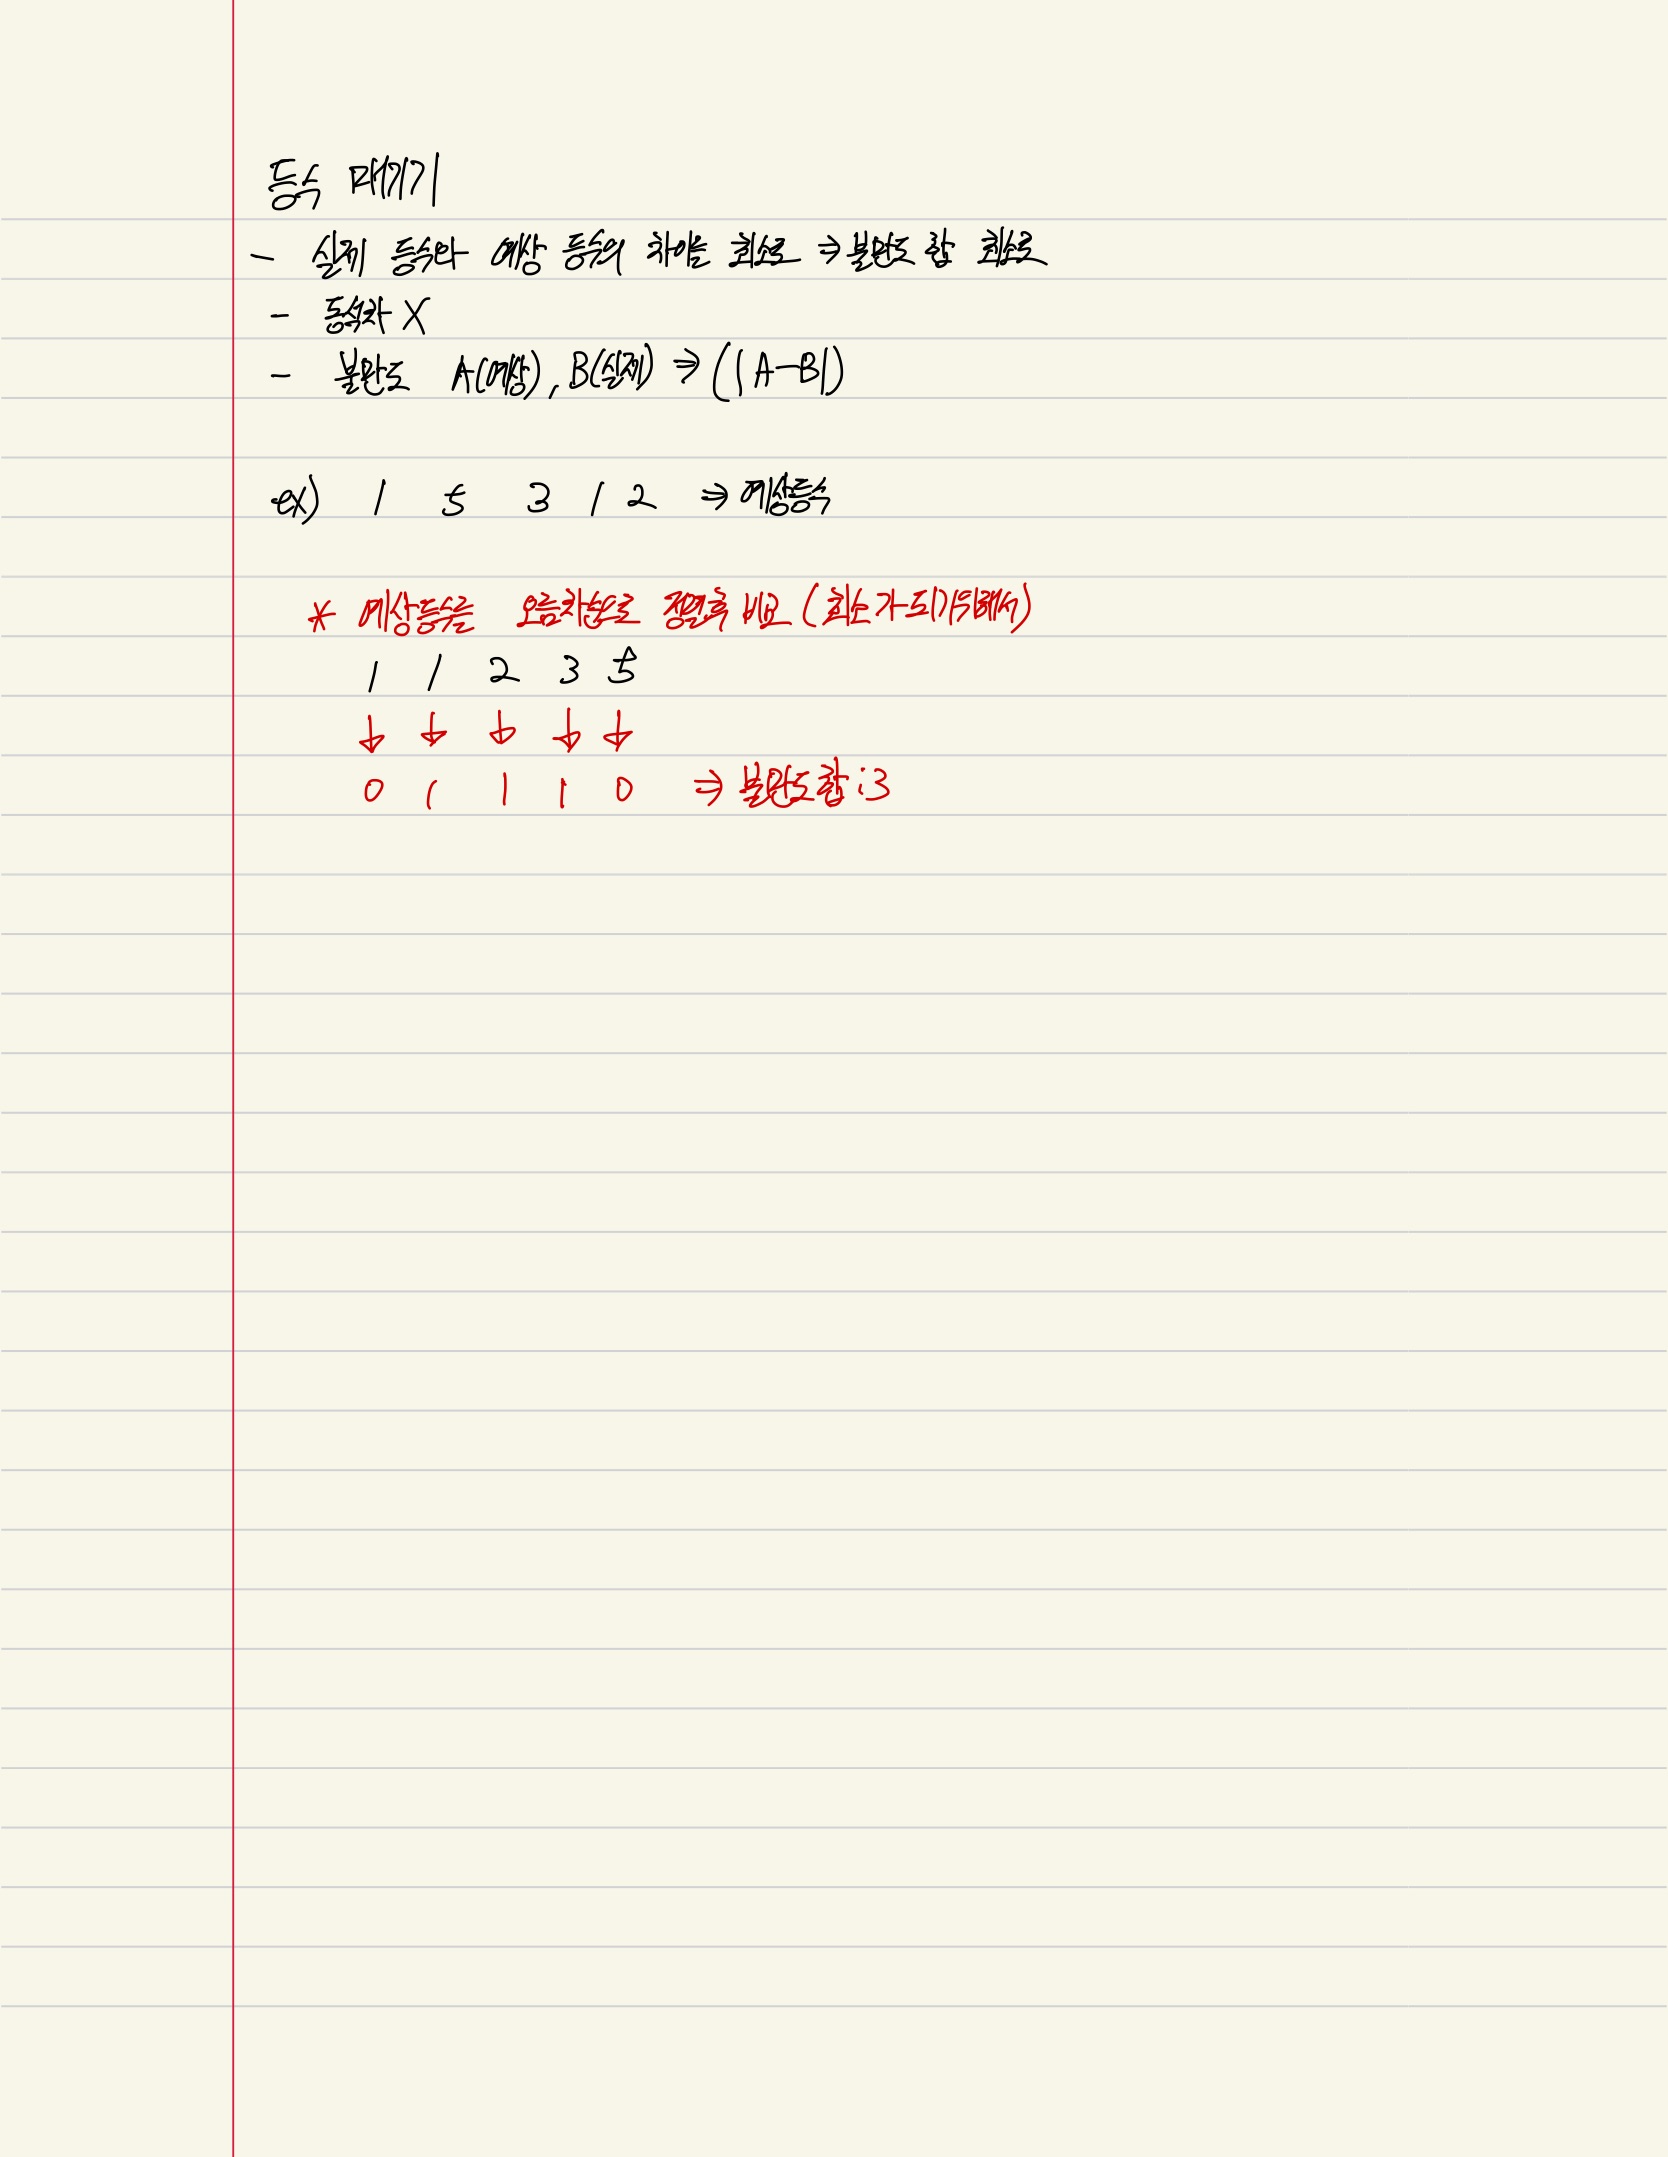 등수 매기기
- 실제 등수와 예상 등수의 차이를 최소로 ⇒ 불만도 합 최소로
- 동석차 X
- 불만도 A(예상), B(실제) ⇒ (|A-B|)
ex) 1 5 3 1 2 ⇒ 예상등수
* 예상등수를 오름차순으로 정렬후 비교 (최소가 되기위해서)
1 1 2 3 5
↓ ↓ ↓ ↓ ↓
0 1 1 1 0 ⇒ 불만도합:3